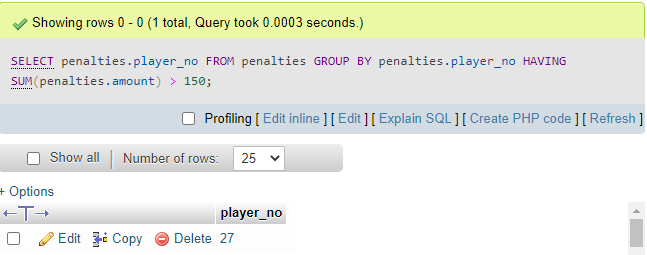 Showing rows 0 - 0 (1 total, Query took 0.0003 seconds.)
SELECT penalties.player_no FROM penalties GROUP BY penalties.player_no HAVING
SUM(penalties.amount) > 150;
Profiling [ Edit inline ] [ Edit ] [ Explain SQL ] [ Create PHP code ] [ Refresh ]
Show all Number of rows: 25
+ Options
←T→ player_no
Edit Copy Delete 27